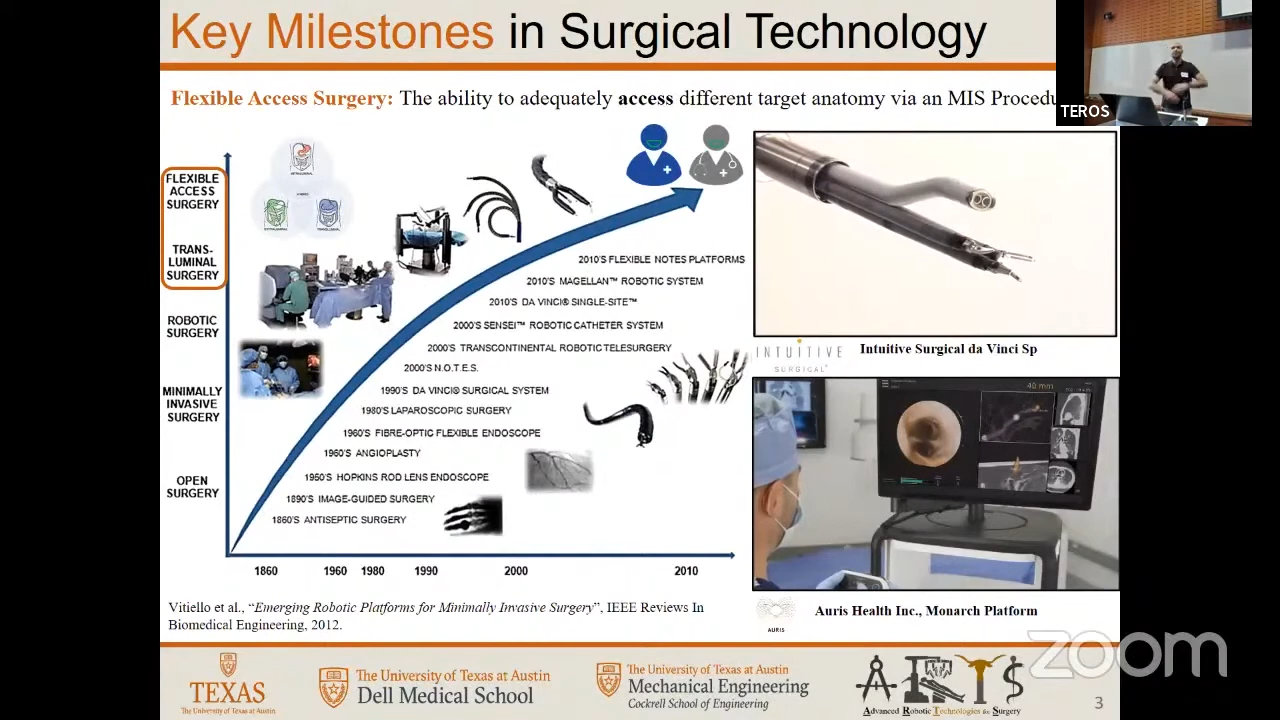 Key Milestones in Surgical Technology
TEROS
Flexible Access Surgery: The ability to adequately access different target anatomy via an MIS Procedu
FLEXIBLE
ACCESS
SURGERY
TRANS-
LUMINAL
SURGERY
ROBOTIC
SURGERY
MINIMALLY
INVASIVE
SURGERY
OPEN
SURGERY
2010'S FLEXIBLE NOTES PLATFORMS
2010'S MAGELLAN™ ROBOTIC SYSTEM
2010'S DA VINCI® SINGLE-SITE™
2000'S SENSEI™ ROBOTIC CATHETER SYSTEM
2000'S TRANSCONTINENTAL ROBOTIC TELESURGERY
2000'S N.O.T.E.S.
1990'S DA VINCI® SURGICAL SYSTEM
1980'S LAPAROSCOPIC SURGERY
1960'S FIBRE-OPTIC FLEXIBLE ENDOSCOPE
1960'S ANGIOPLASTY
1950'S HOPKINS ROD LENS ENDOSCOPE
1890'S IMAGE-GUIDED SURGERY
1860'S ANTISEPTIC SURGERY
1860 1960 1980 1990 2000 2010
Vitiello et al., “Emerging Robotic Platforms for Minimally Invasive Surgery”, IEEE Reviews In
Biomedical Engineering, 2012.
INTUITIVE
SURGICAL®
Intuitive Surgical da Vinci Sp
40 mm
AURIS
Auris Health Inc., Monarch Platform
zoom
TEXAS
The University of Texas at Austin
The University of Texas at Austin
Dell Medical School
The University of Texas at Austin
Mechanical Engineering
Cockrell School of Engineering
ARTS
Advanced Robotic Technologies for Surgery
3